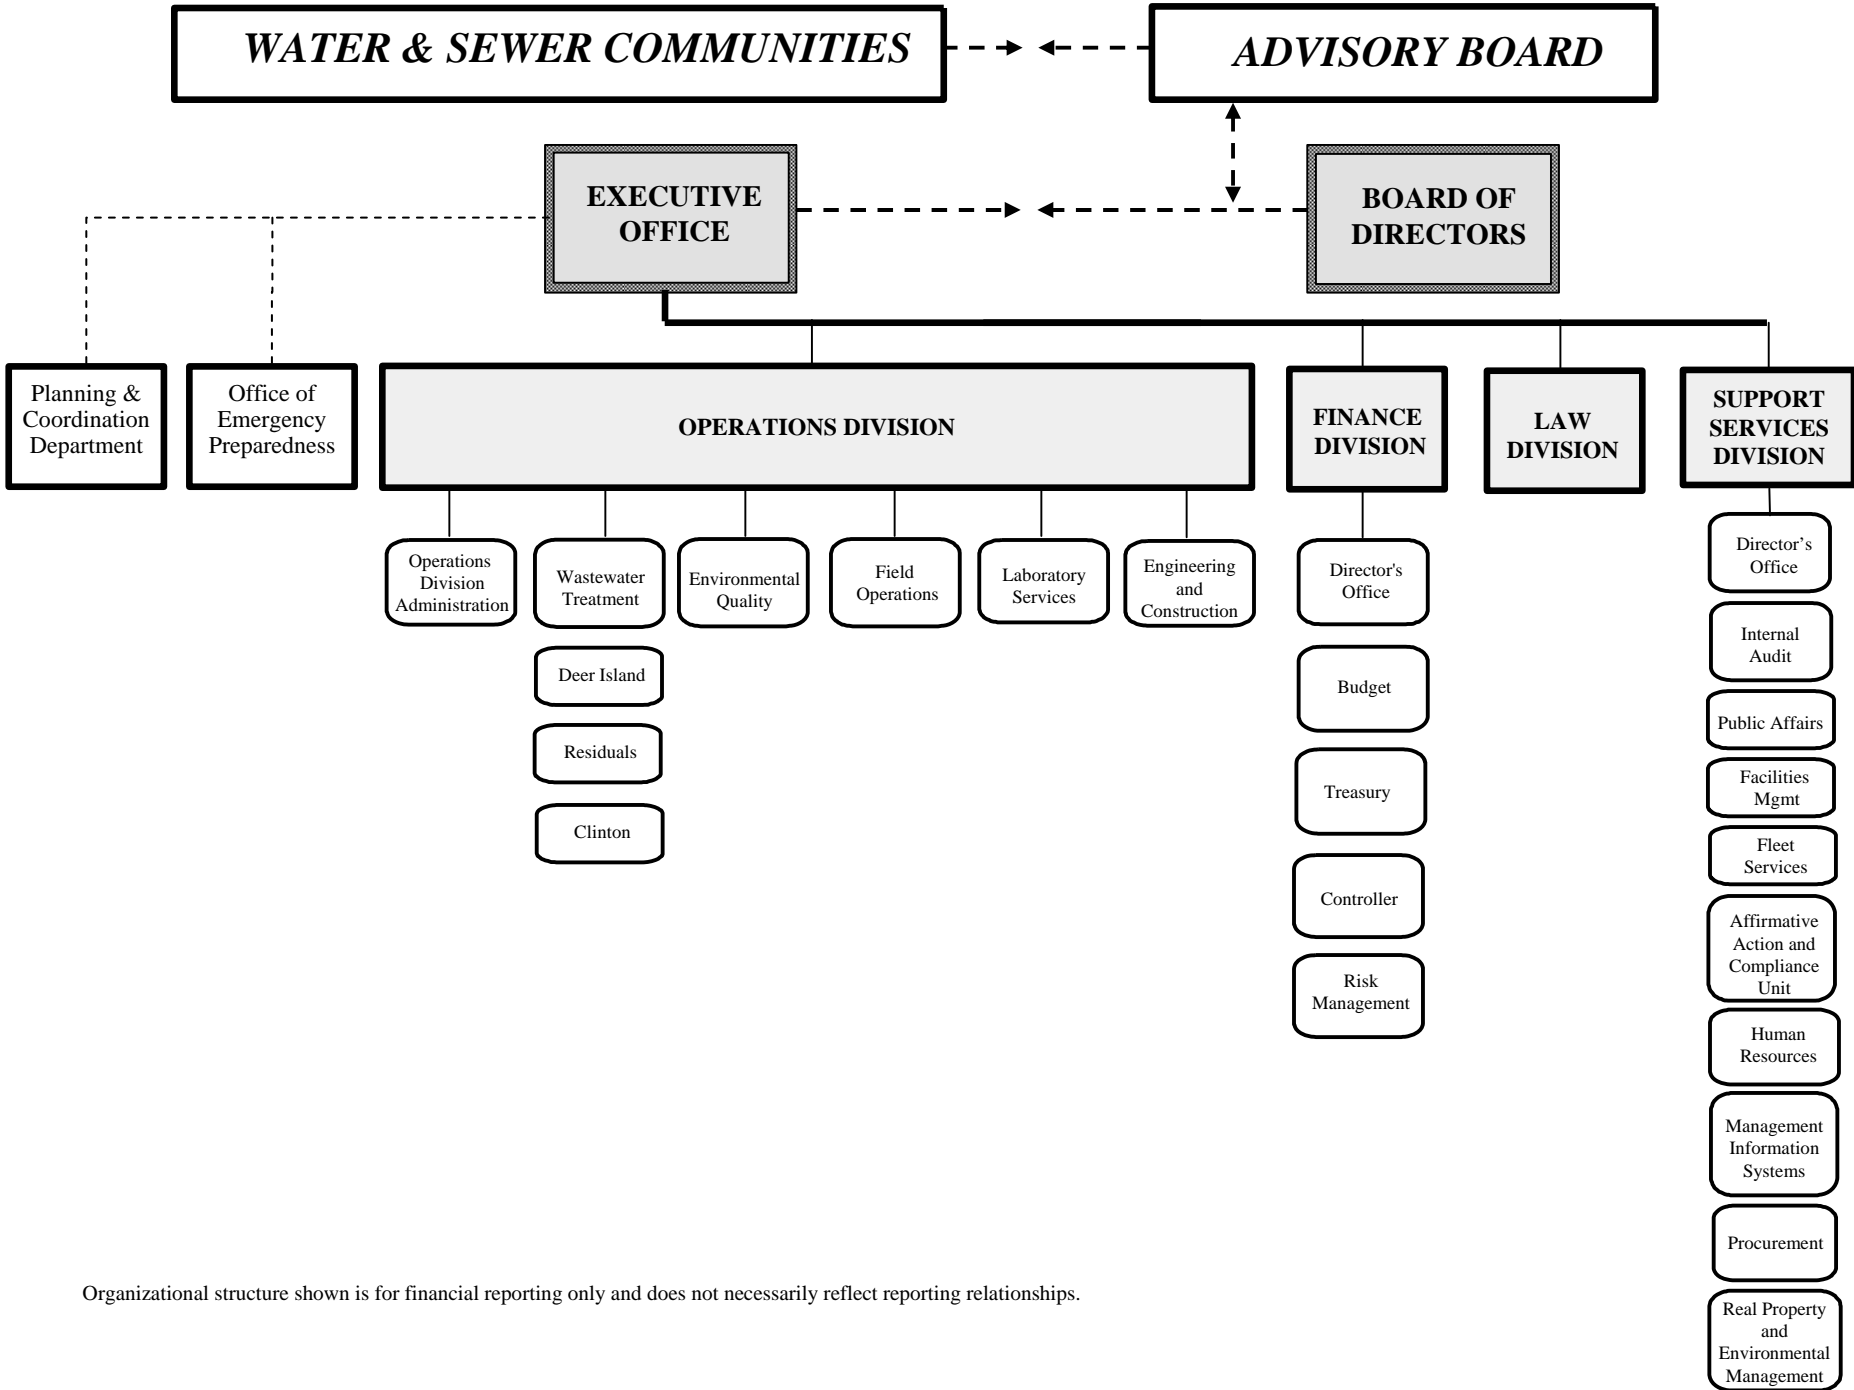 WATER & SEWER COMMUNITIES
ADVISORY BOARD
EXECUTIVE
OFFICE
BOARD OF
DIRECTORS
Planning &
Coordination
Department
Office of
Emergency
Preparedness
OPERATIONS DIVISION
FINANCE
DIVISION
LAW
DIVISION
SUPPORT
SERVICES
DIVISION
Operations
Division
Administration
Wastewater
Treatment
Deer Island
Residuals
Clinton
Environmental
Quality
Field
Operations
Laboratory
Services
Engineering
and
Construction
Director's
Office
Budget
Treasury
Controller
Risk
Management
Director’s
Office
Internal
Audit
Public Affairs
Facilities
Mgmt
Fleet
Services
Affirmative
Action and
Compliance
Unit
Human
Resources
Management
Information
Systems
Procurement
Real Property
and
Environmental
Management
Organizational structure shown is for financial reporting only and does not necessarily reflect reporting relationships.